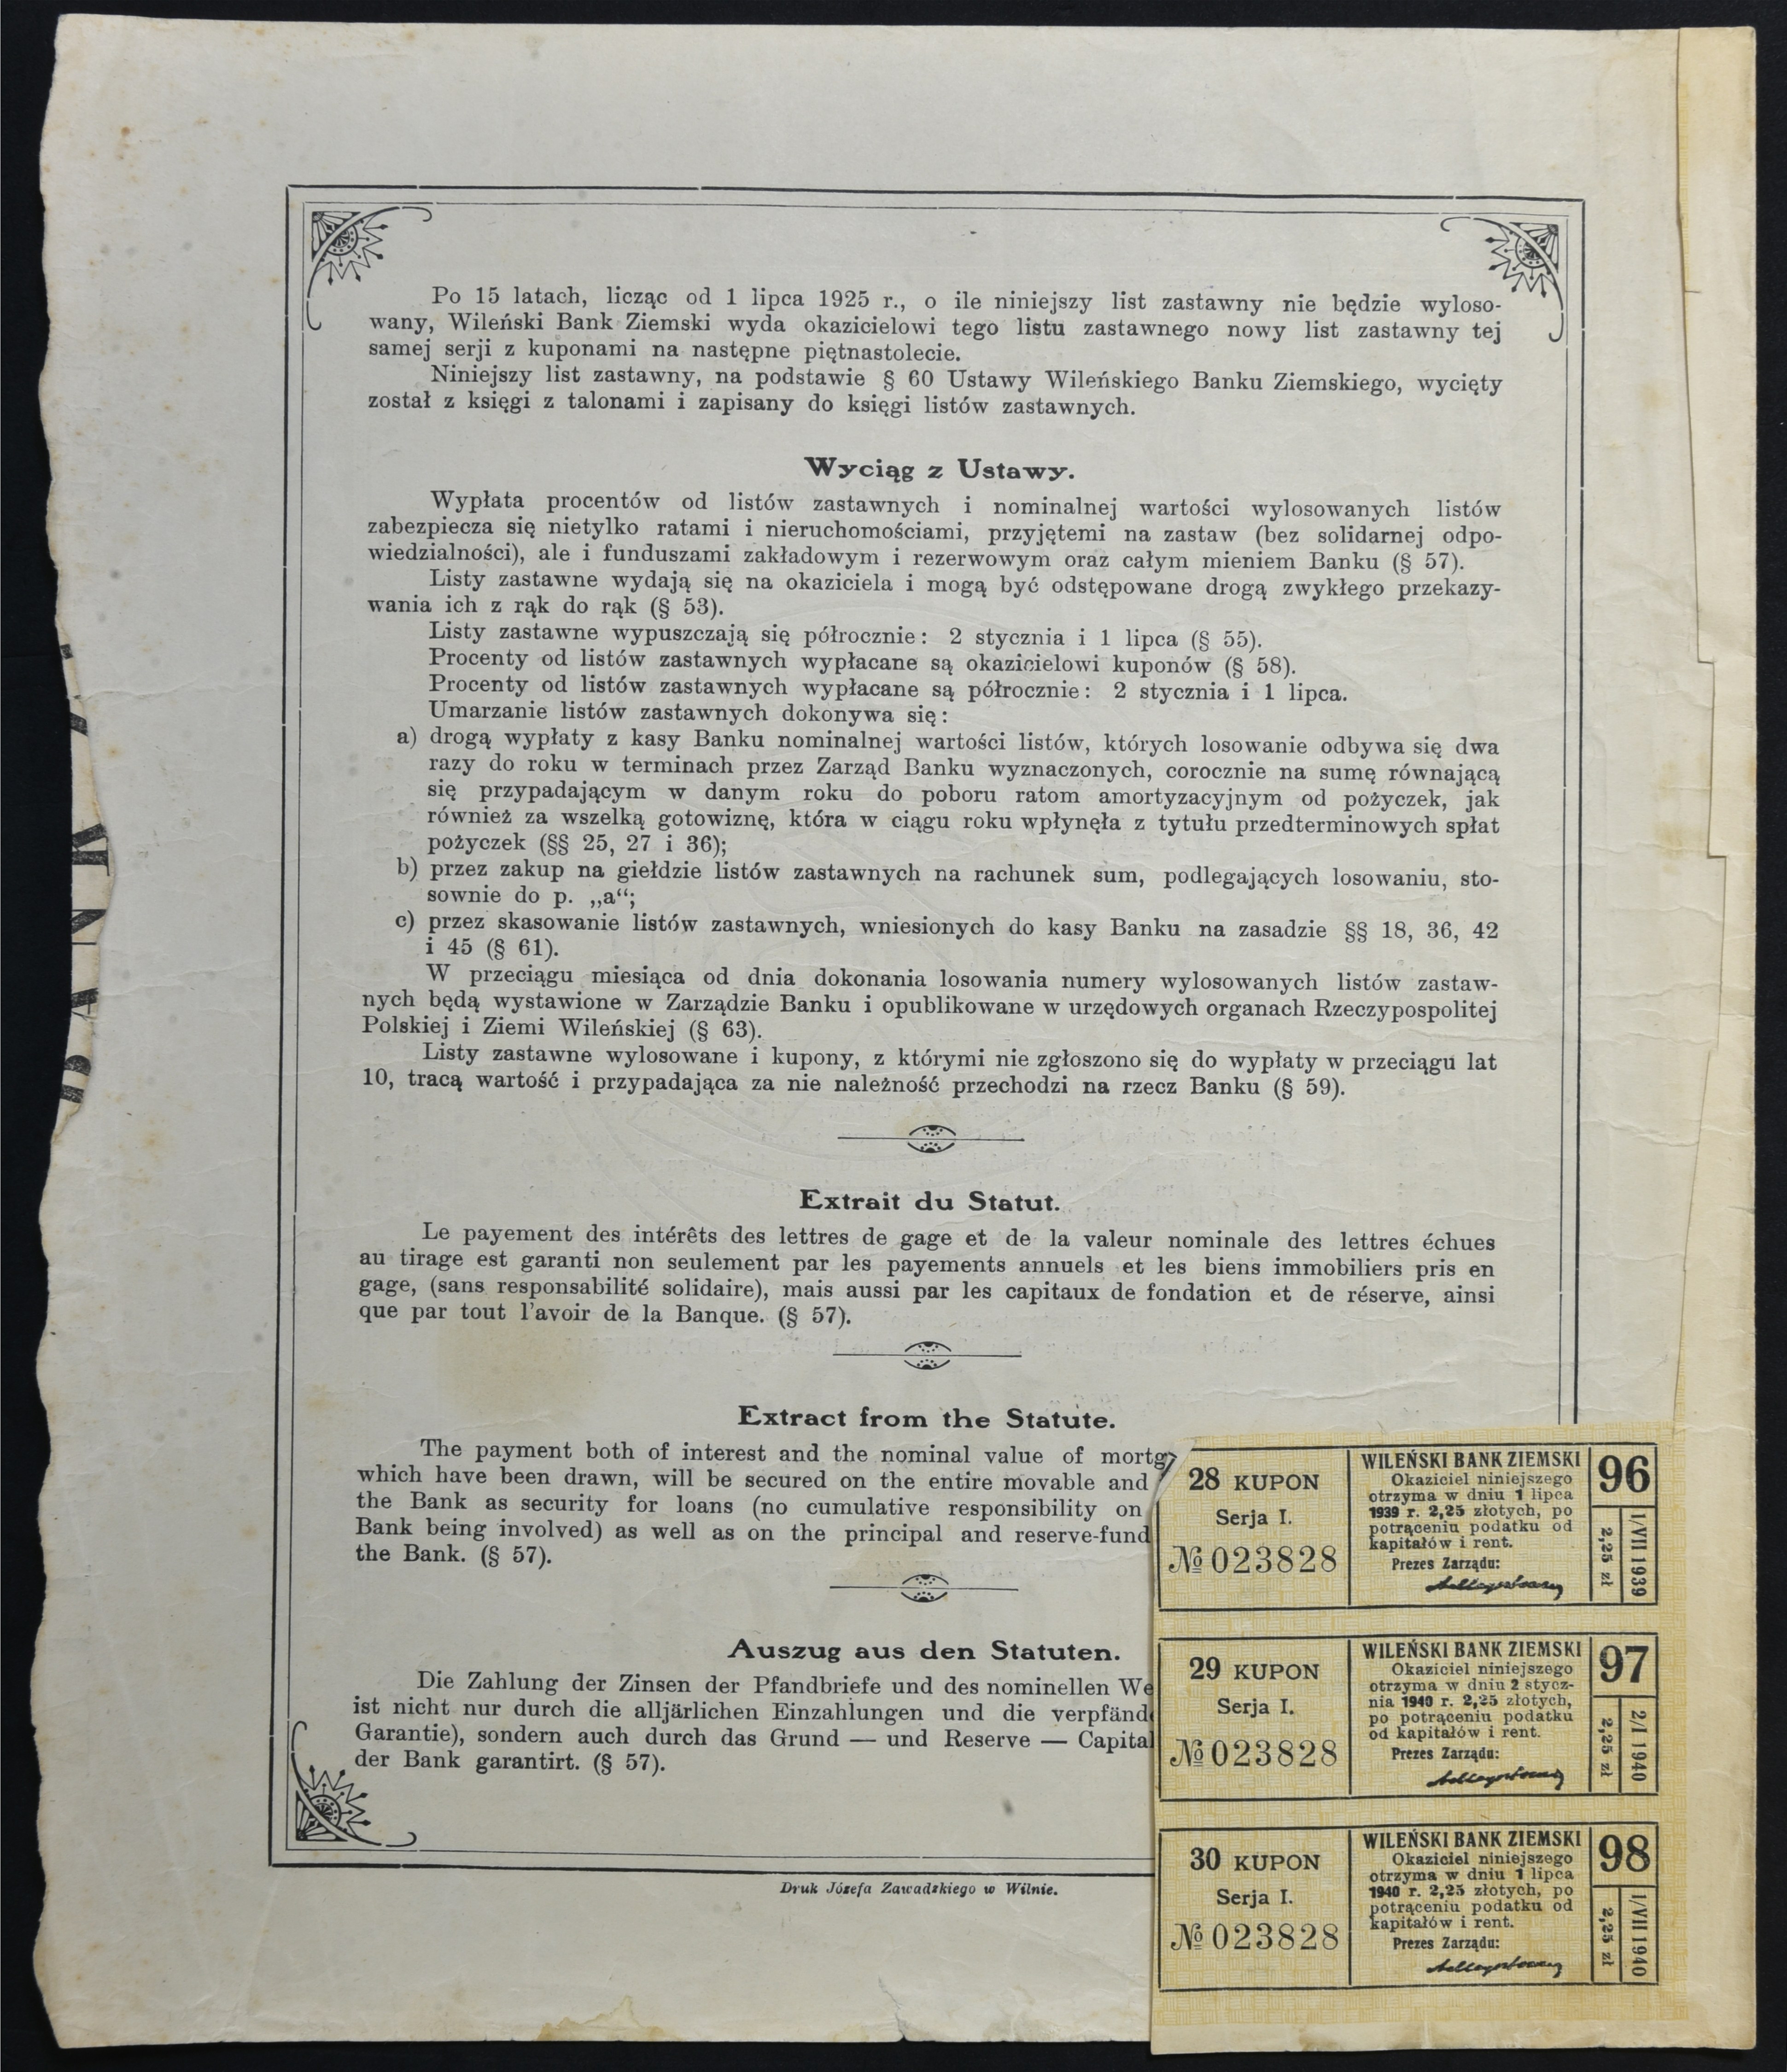 Po 15 latach, licząc od 1 lipca 1925 r., o ile niniejszy list zastawny nie będzie wyloso-
wany, Wileński Bank Ziemski wyda okazicielowi tego listu zastawnego nowy list zastawny tej
samej serji z kuponami na następne piętnastolecie.
Niniejszy list zastawny, na podstawie § 60 Ustawy Wileńskiego Banku Ziemskiego, wycięty
został z księgi z talonami i zapisany do księgi listów zastawnych.
Wyciąg z Ustawy.
Wypłata procentów od listów zastawnych i nominalnej wartości wylosowanych listów
zabezpiecza się nietylko ratami i nieruchomościami, przyjętemi na zastaw (bez solidarnej odpo-
wiedzialności), ale i funduszami zakładowym i rezerwowym oraz całym mieniem Banku (§ 57).
Listy zastawne wydają się na okaziciela i mogą być odstępowane drogą zwykłego przekazy-
wania ich z rąk do rąk (§ 53).
Listy zastawne wypuszczają się półrocznie: 2 stycznia i 1 lipca (§ 55).
Procenty od listów zastawnych wypłacane są okazicielowi kuponów (§ 58).
Procenty od listów zastawnych wypłacane są półrocznie: 2 stycznia i 1 lipca.
Umarzanie listów zastawnych dokonywa się:
a) drogą wypłaty z kasy Banku nominalnej wartości listów, których losowanie odbywa się dwa
razy do roku w terminach przez Zarząd Banku wyznaczonych, corocznie na sumę równającą
się przypadającym w danym roku do poboru ratom amortyzacyjnym od pożyczek, jak
również za wszelką gotowiznę, która w ciągu roku wpłynęła z tytułu przedterminowych spłat
pożyczek (§§ 25, 27 i 36);
b) przez zakup na giełdzie listów zastawnych na rachunek sum, podlegających losowaniu, sto-
sownie do p. „a“;
c) przez skasowanie listów zastawnych, wniesionych do kasy Banku na zasadzie §§ 18, 36, 42
i 45 (§ 61).
W przeciągu miesiąca od dnia dokonania losowania numery wylosowanych listów zastaw-
nych będą wystawione w Zarządzie Banku i opublikowane w urzędowych organach Rzeczypospolitej
Polskiej i Ziemi Wileńskiej (§ 63).
Listy zastawne wylosowane i kupony, z którymi nie zgłoszono się do wypłaty w przeciągu lat
10, tracą wartość i przypadająca za nie należność przechodzi na rzecz Banku (§ 59).
Extrait du Statut.
Le payement des intérêts des lettres de gage et de la valeur nominale des lettres échues
au tirage est garanti non seulement par les payements annuels et les biens immobiliers pris en
gage, (sans responsabilité solidaire), mais aussi par les capitaux de fondation et de réserve, ainsi
que par tout l'avoir de la Banque. (§ 57).
Extract from the Statute.
The payment both of interest and the nominal value of mortg
which have been drawn, will be secured on the entire movable and
the Bank as security for loans (no cumulative responsibility on
Bank being involved) as well as on the principal and reserve-fund
the Bank. (§ 57).
Auszug aus den Statuten.
Die Zahlung der Zinsen der Pfandbriefe und des nominellen We
ist nicht nur durch die alljärlichen Einzahlungen und die verpfänd
Garantie), sondern auch durch das Grund — und Reserve — Capital
der Bank garantirt. (§ 57).
Druk Józefa Zawadzkiego w Wilnie.
28 KUPON
Serja I.
№ 023828
WILEŃSKI BANK ZIEMSKI
Okaziciel niniejszego
otrzyma w dniu 1 lipca
1939 r. 2,25 złotych, po
potrąceniu podatku od
kapitałów i rent.
Prezes Zarządu:
96
2,25 zł
1/VII 1939
29 KUPON
Serja I.
№ 023828
WILEŃSKI BANK ZIEMSKI
Okaziciel niniejszego
otrzyma w dniu 2 stycz-
nia 1940 r. 2,25 złotych,
po potrąceniu podatku
od kapitałów i rent.
Prezes Zarządu:
97
2,25 zł
2/I 1940
30 KUPON
Serja I.
№ 023828
WILEŃSKI BANK ZIEMSKI
Okaziciel niniejszego
otrzyma w dniu 1 lipca
1940 r. 2,25 złotych, po
potrąceniu podatku od
kapitałów i rent.
Prezes Zarządu:
98
2,25 zł
1/VII 1940